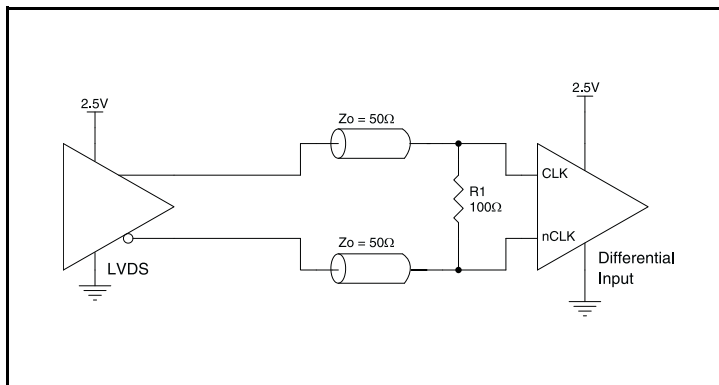 2.5V
2.5V
Zo = 50Ω
CLK
R1
100Ω
nCLK
Zo = 50Ω
LVDS
Differential
Input